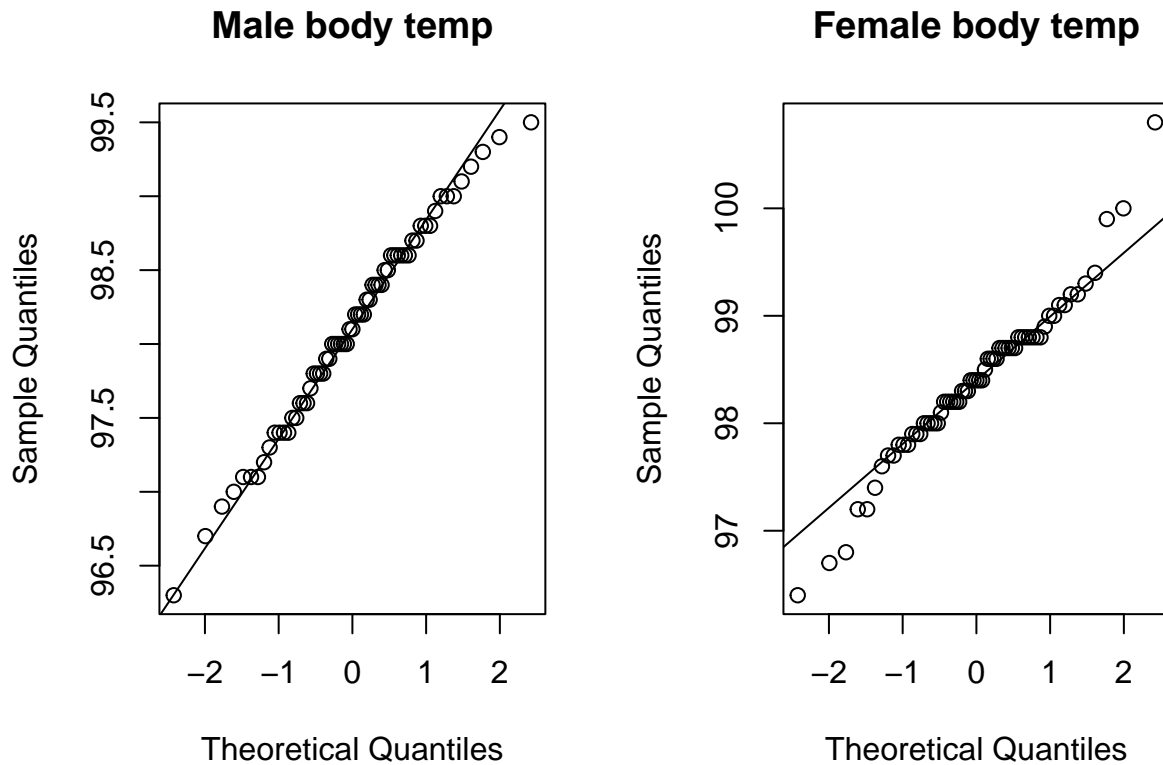 Male body temp
Sample Quantiles
99.5
98.5
97.5
96.5
−2 −1 0 1 2
Theoretical Quantiles
Female body temp
Sample Quantiles
100
99
98
97
−2 −1 0 1 2
Theoretical Quantiles